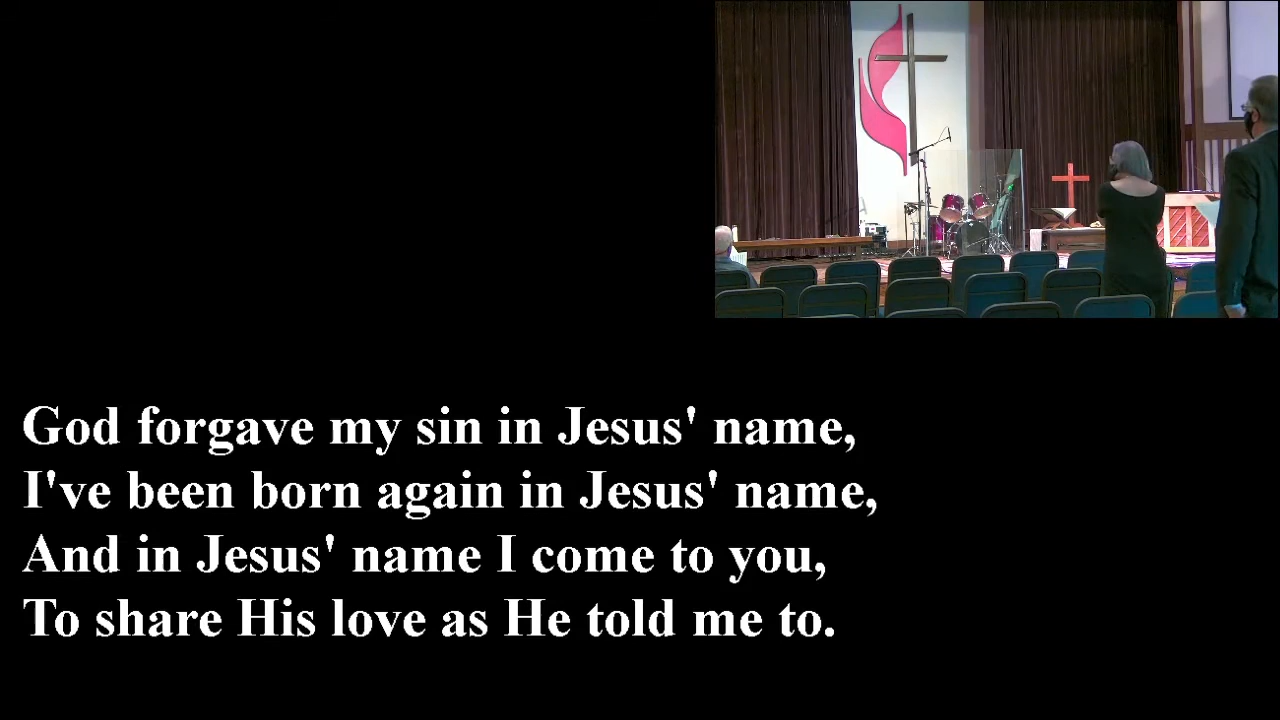 God forgave my sin in Jesus' name,
I've been born again in Jesus' name,
And in Jesus' name I come to you,
To share His love as He told me to.